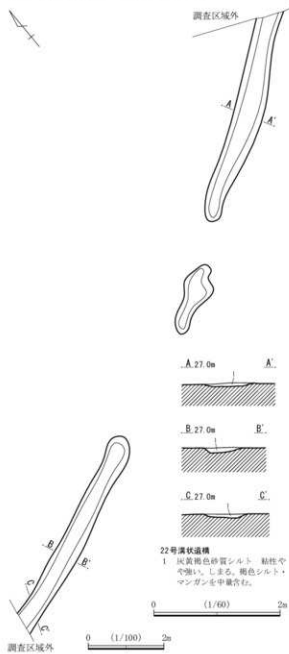 調査区域外
A
A'
A 27.0m A'
1
B 27.0m B'
1
C 27.0m C'
1
22号溝状遺構
1 灰黄褐色砂質シルト 粘性や
や強い。しまる。褐色シルト・
マンガンを中量含む。
0 (1/60) 2m
B
B'
C
C'
調査区域外
0 (1/100) 2m